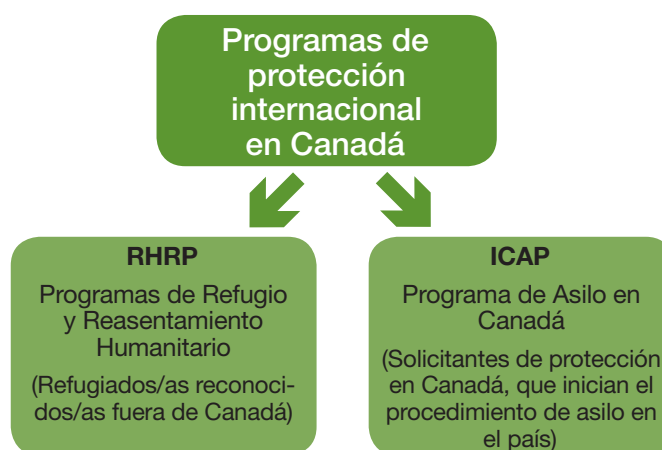 Programas de
protección
internacional
en Canadá
RHRP
Programas de Refugio
y Reasentamiento
Humanitario
(Refugiados/as reconoci-
dos/as fuera de Canadá)
ICAP
Programa de Asilo en
Canadá
(Solicitantes de protección
en Canadá, que inician el
procedimiento de asilo en
el país)